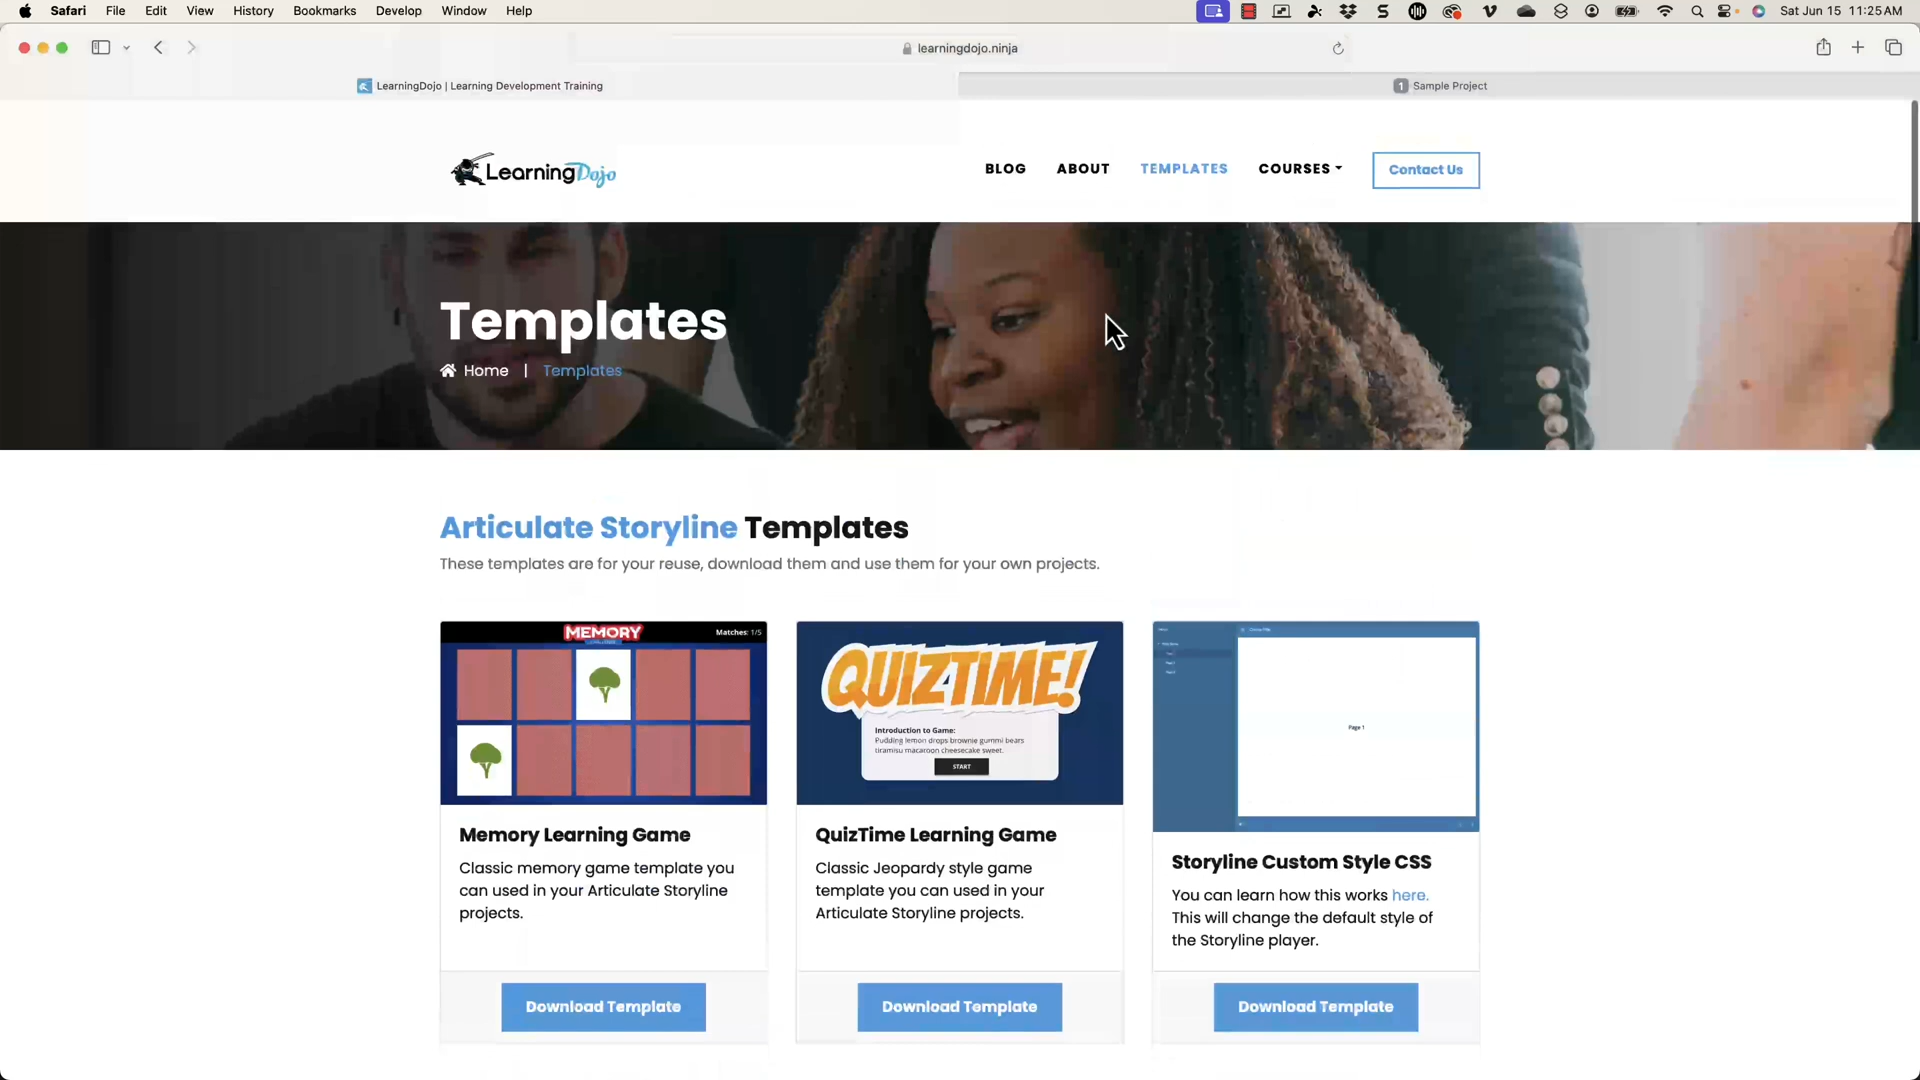 Safari File Edit View History Bookmarks Develop Window Help Sat Jun 15 11:25 AM
learningdojo.ninja
LearningDojo | Learning Development Training
1 Sample Project
LearningDojo
BLOG ABOUT TEMPLATES COURSES Contact Us
Templates
Home | Templates
Articulate Storyline Templates
These templates are for your reuse, download them and use them for your own projects.
MEMORY
Matches: 1/5
QUIZTIME!
Introduction to Game:
Pudding lemon drops brownie gummi bears
tiramisu macaroon cheesecake sweet.
START
Page 1
Memory Learning Game
Classic memory game template you
can used in your Articulate Storyline
projects.
Download Template
QuizTime Learning Game
Classic Jeopardy style game
template you can used in your
Articulate Storyline projects.
Download Template
Storyline Custom Style CSS
You can learn how this works here.
This will change the default style of
the Storyline player.
Download Template